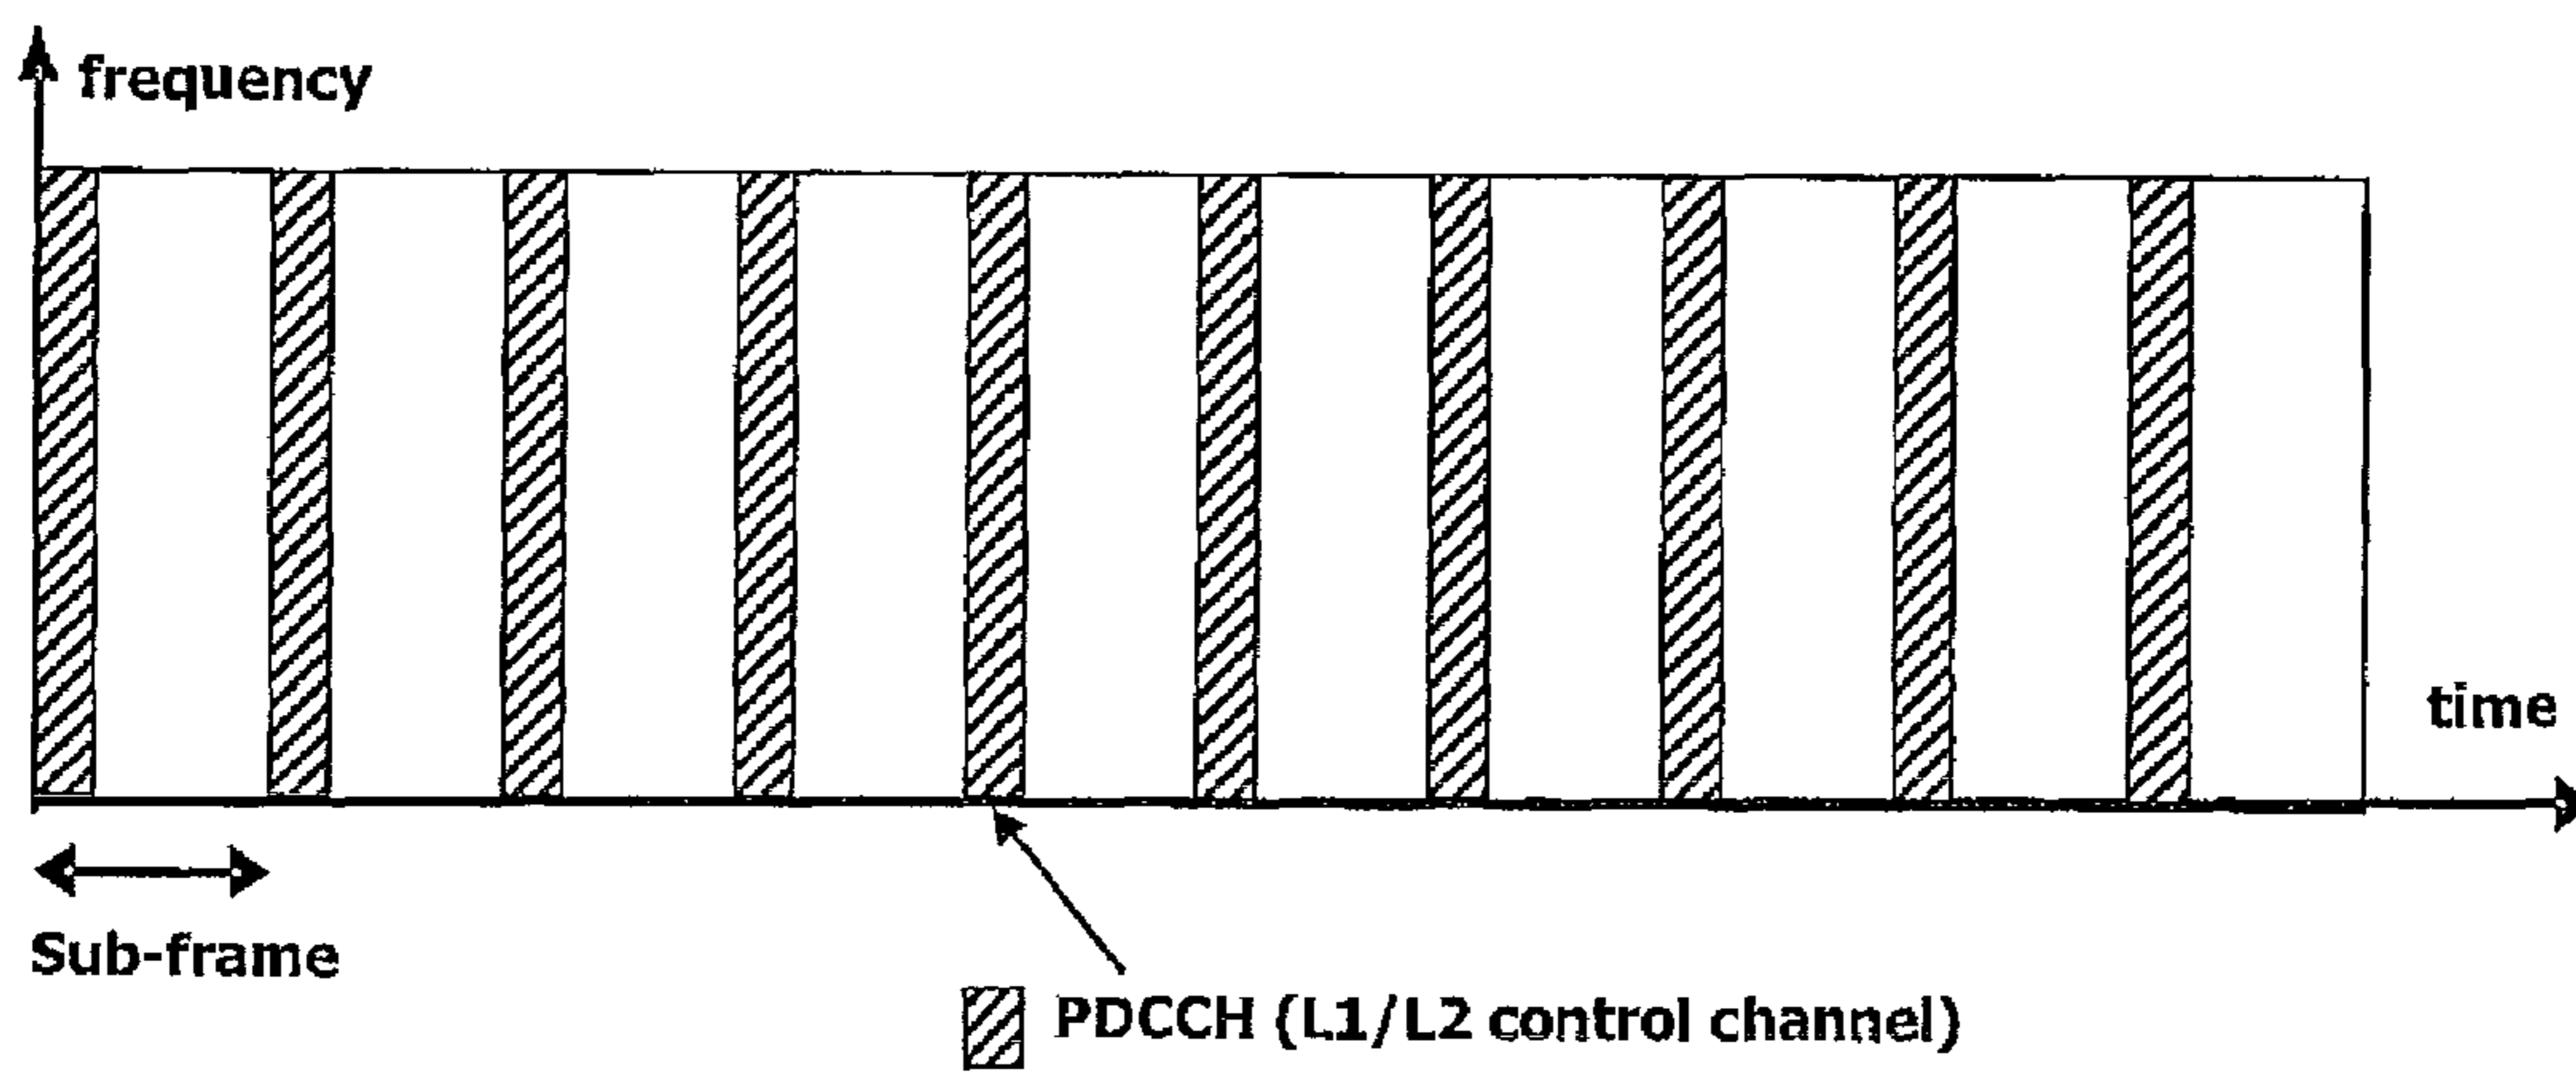 frequency
time
Sub-frame
PDCCH (L1/L2 control channel)